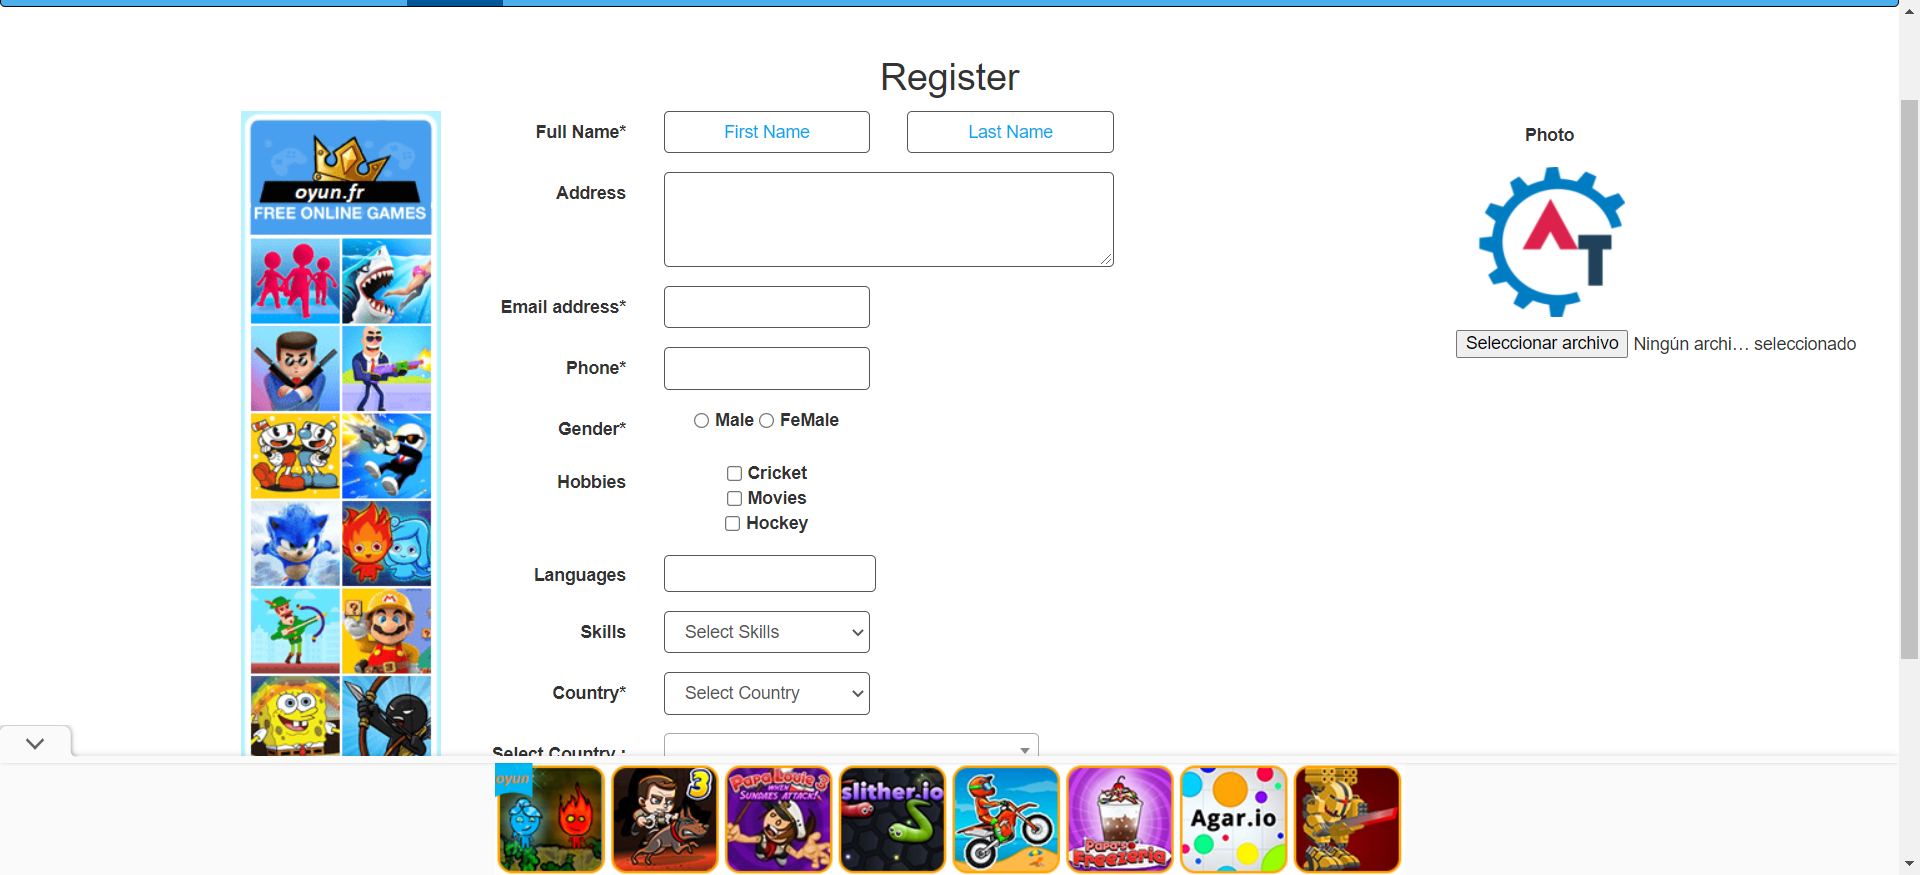 Register
oyun.fr
FREE ONLINE GAMES
Full Name*
First Name
Last Name
Photo
Address
AT
Email address*
Seleccionar archivo
Ningún archi... seleccionado
Phone*
Gender*
Male
FeMale
Hobbies
Cricket
Movies
Hockey
Languages
Skills
Select Skills
Country*
Select Country
Select Country :
oyun
3
Papa Louie 3
WHEN
SUNDAES ATTACK!
slither.io
Papa's
Freezeria
Agar.io